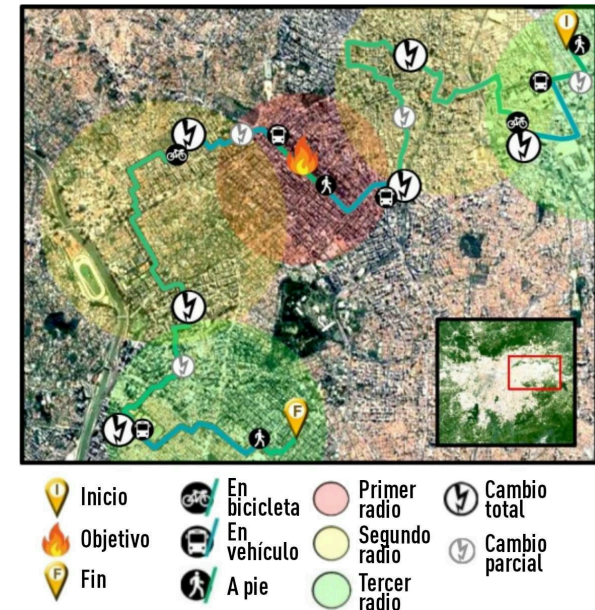 I
F
I
Inicio
Objetivo
F
Fin
En
bicicleta
En
vehículo
A pie
Primer
radio
Segundo
radio
Tercer
radio
Cambio
total
Cambio
parcial